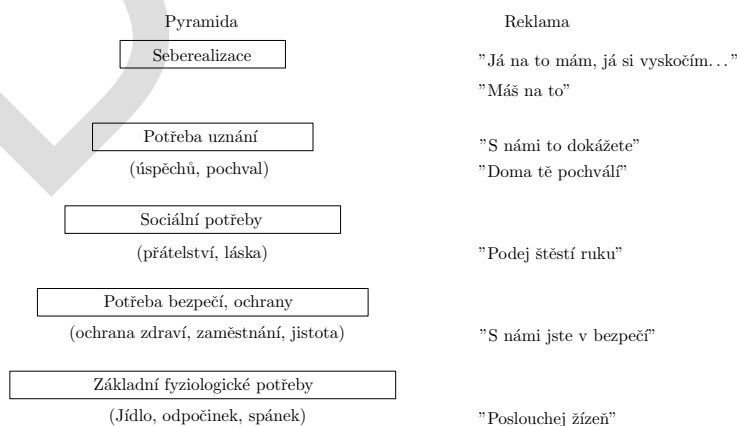 Pyramida Reklama
Seberealizace
"Já na to mám, já si vyskočím..."
"Máš na to"
Potřeba uznání
"S námi to dokážete"
(úspěchů, pochval)
"Doma tě pochválí"
Sociální potřeby
(přátelství, láska)
"Podej štěstí ruku"
Potřeba bezpečí, ochrany
(ochrana zdraví, zaměstnání, jistota)
"S námi jste v bezpečí"
Základní fyziologické potřeby
(Jídlo, odpočinek, spánek)
"Poslouchej žízeň"